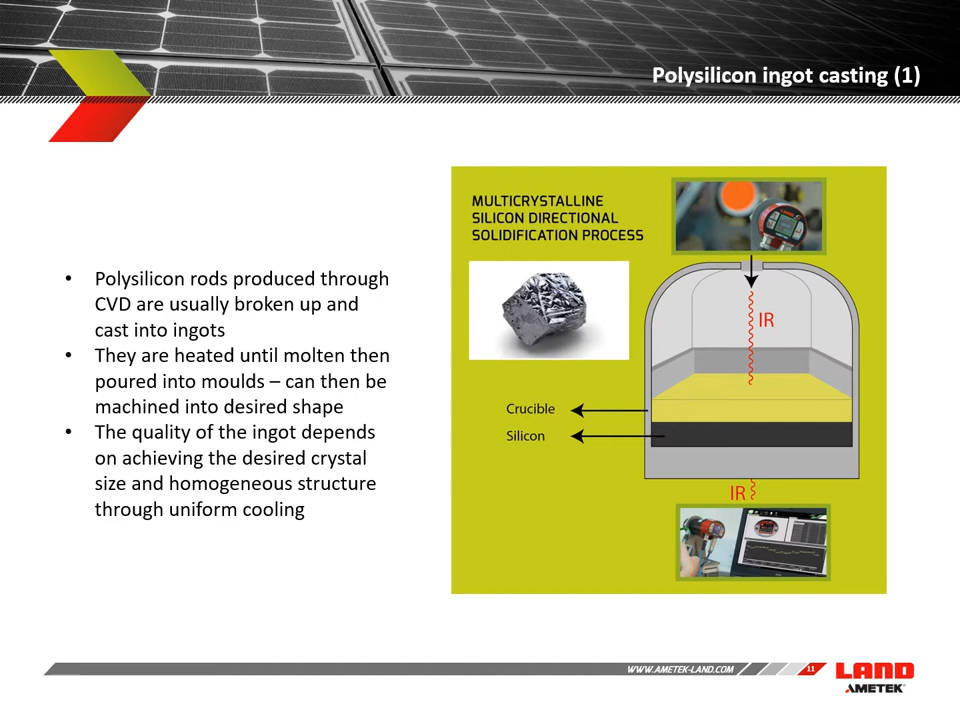 Polysilicon ingot casting (1)
• Polysilicon rods produced through
CVD are usually broken up and
cast into ingots
• They are heated until molten then
poured into moulds – can then be
machined into desired shape
• The quality of the ingot depends
on achieving the desired crystal
size and homogeneous structure
through uniform cooling
MULTICRYSTALLINE
SILICON DIRECTIONAL
SOLIDIFICATION PROCESS
IR
Crucible
Silicon
IR
WWW.AMETEK-LAND.COM
11
LAND
AMETEK